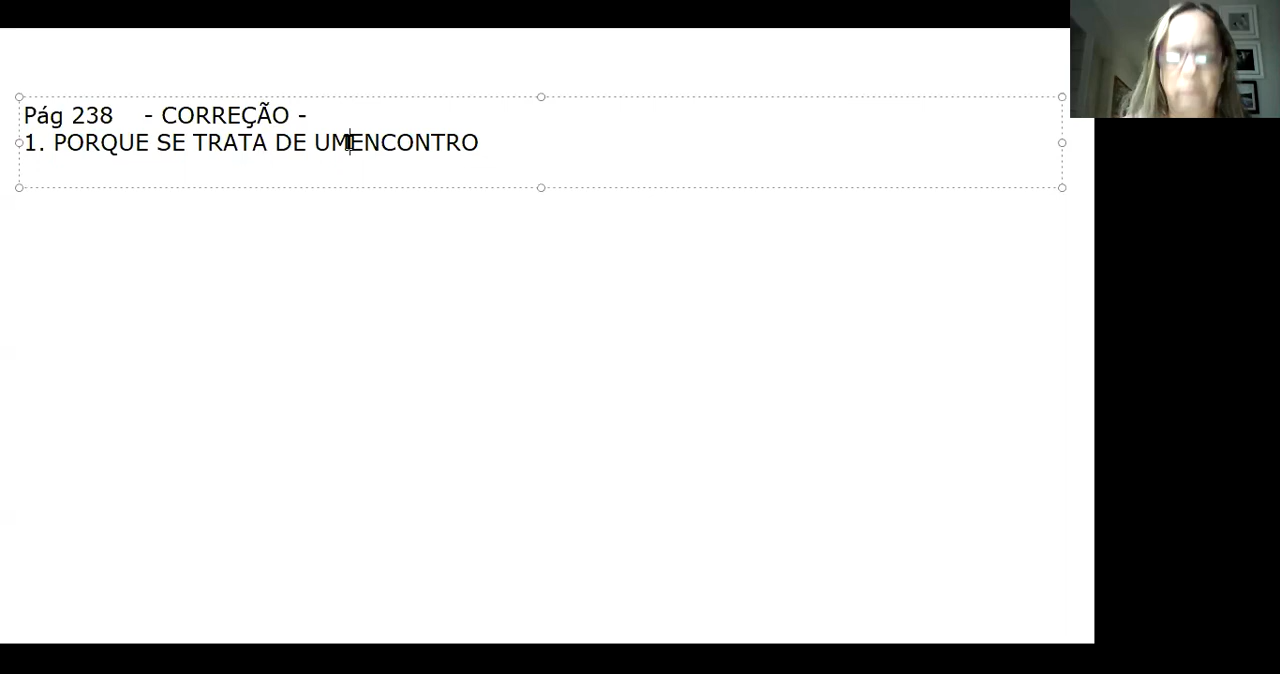 Pág 238 - CORREÇÃO -
1. PORQUE SE TRATA DE UMENCONTRO